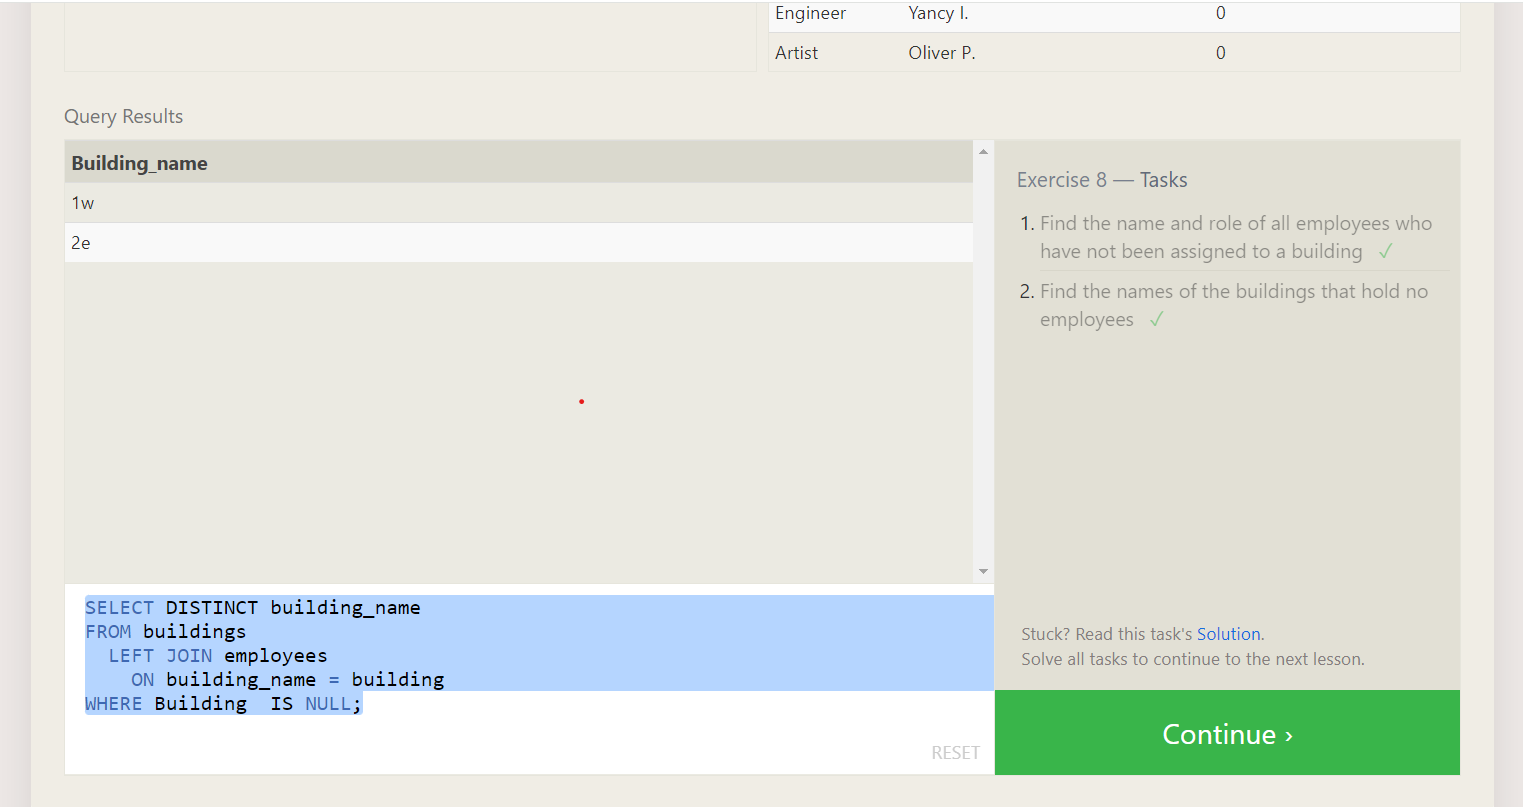 Engineer Yancy I. 0
Artist Oliver P. 0
Query Results
Building_name
1w
2e
Exercise 8 — Tasks
1. Find the name and role of all employees who
have not been assigned to a building ✓
2. Find the names of the buildings that hold no
employees ✓
SELECT DISTINCT building_name
FROM buildings
  LEFT JOIN employees
    ON building_name = building
WHERE Building  IS NULL;
RESET
Stuck? Read this task's Solution.
Solve all tasks to continue to the next lesson.
Continue ›